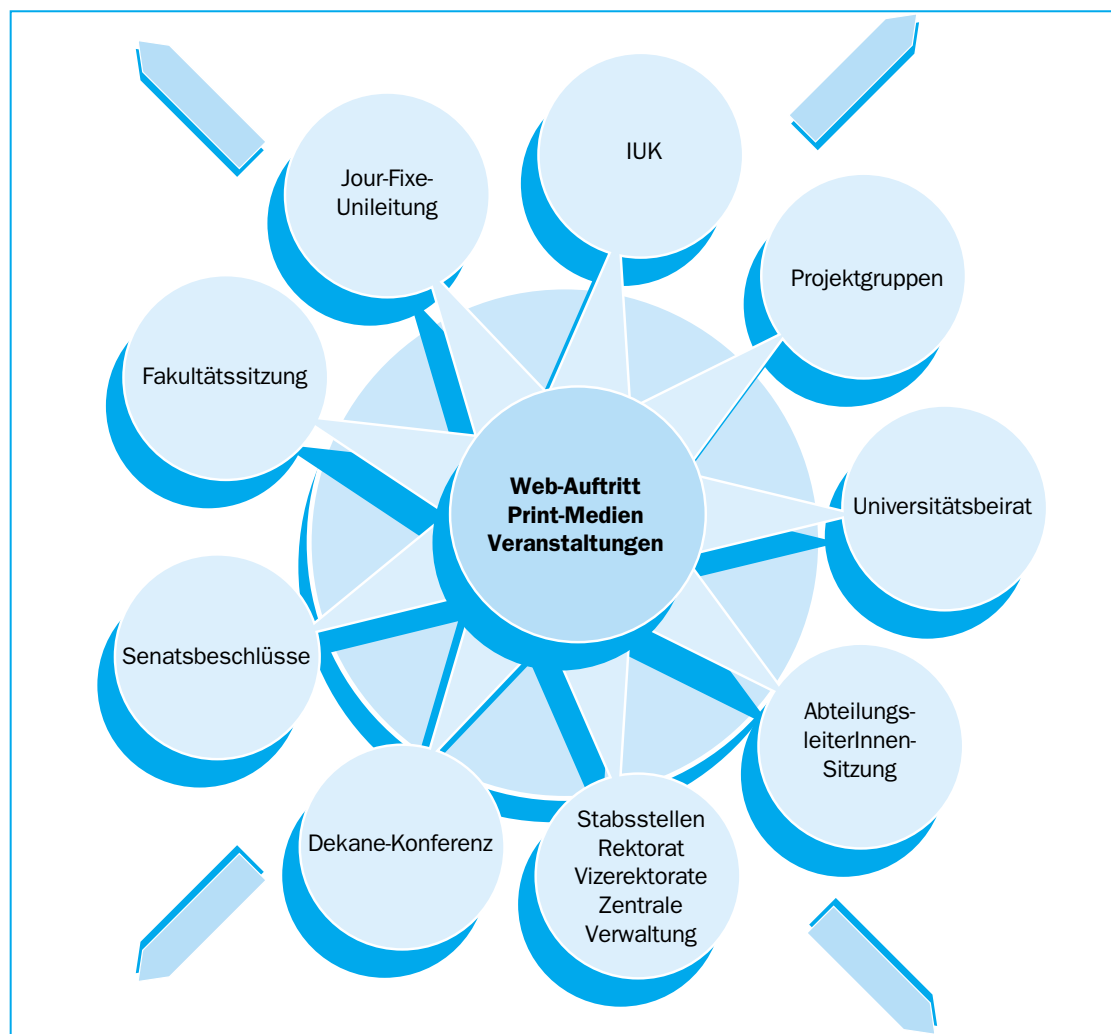 IUK
Jour-Fixe-
Unileitung
Projektgruppen
Fakultätssitzung
Web-Auftritt
Print-Medien
Veranstaltungen
Universitätsbeirat
Senatsbeschlüsse
Abteilungs-
leiterInnen-
Sitzung
Dekane-Konferenz
Stabsstellen
Rektorat
Vizerektorate
Zentrale
Verwaltung